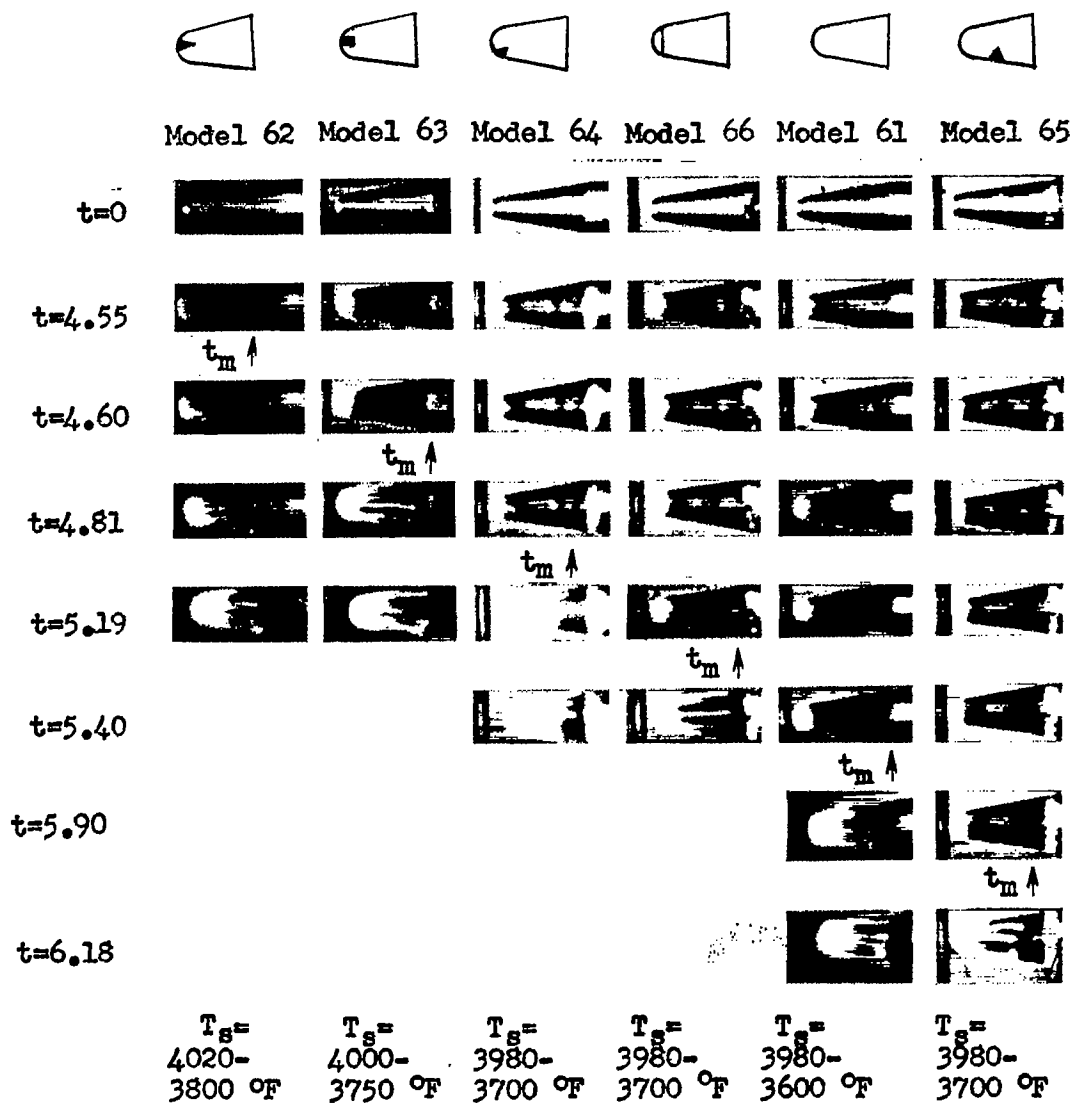 Model 62 Model 63 Model 64 Model 66 Model 61 Model 65
t=0
t=4.55
tm
t=4.60
tm
t=4.81
tm
t=5.19
tm
t=5.40
tm
t=5.90
tm
t=6.18
Ts= Ts= Ts= Ts= Ts= Ts=
4020- 4000- 3980- 3980- 3980- 3980-
3800 °F 3750 °F 3700 °F 3700 °F 3600 °F 3700 °F